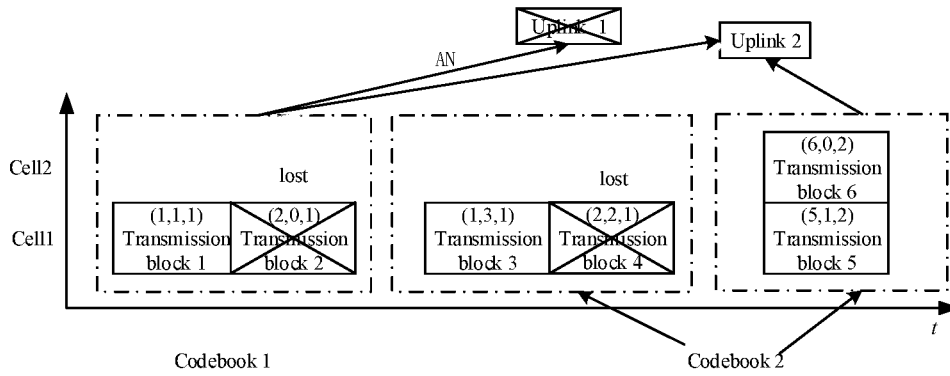 Uplink 1
Uplink 2
AN
Cell2
Cell1
lost
lost
(1,1,1)
Transmission
block 1
(2,0,1)
Transmission
block 2
(1,3,1)
Transmission
block 3
(2,2,1)
Transmission
block 4
(6,0,2)
Transmission
block 6
(5,1,2)
Transmission
block 5
t
Codebook 1
Codebook 2